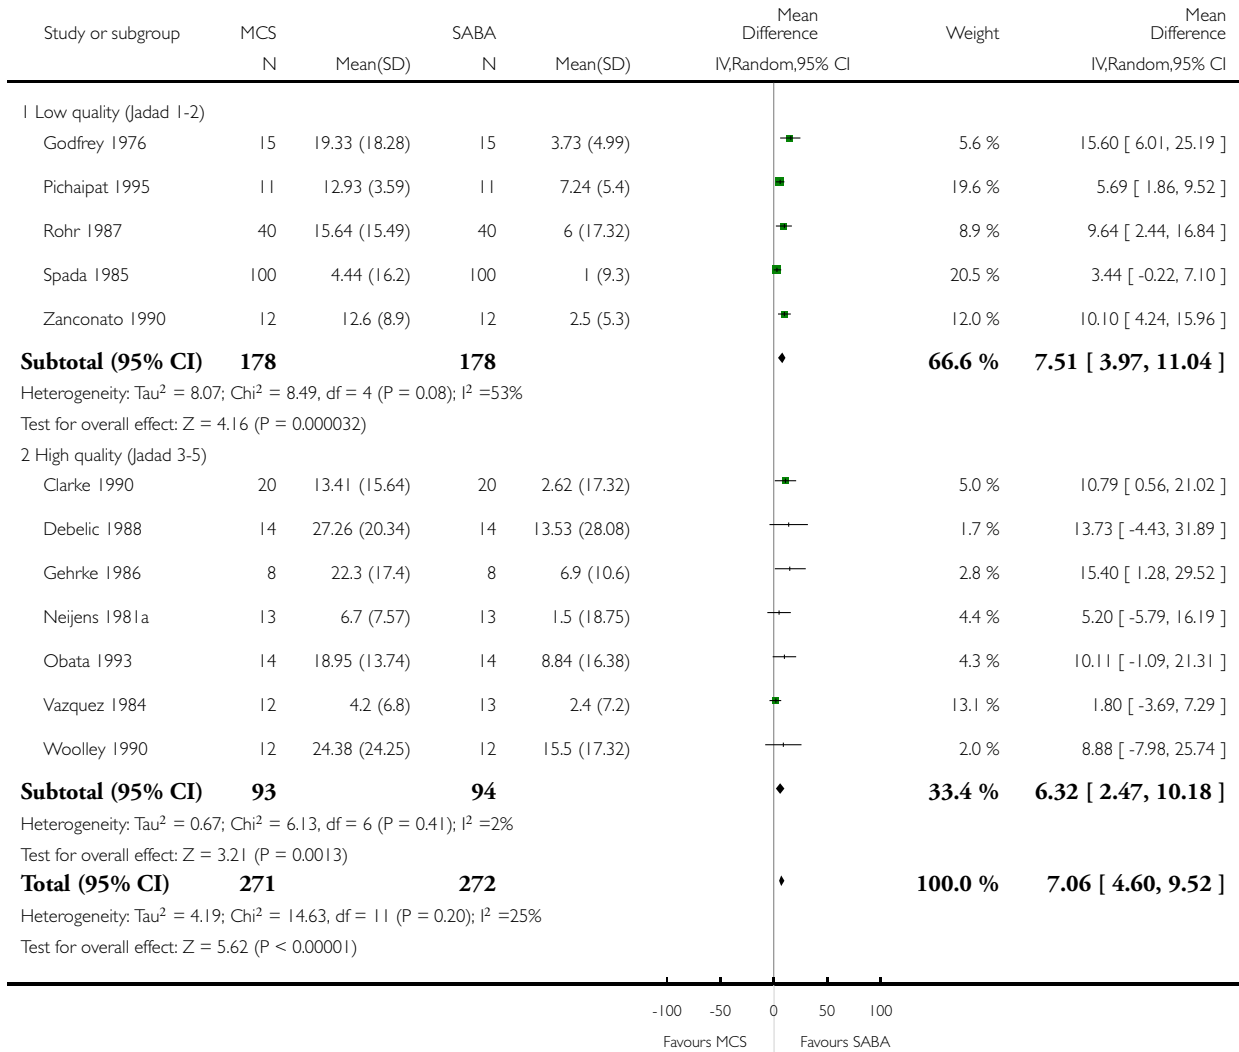 Study or subgroup MCS SABA Mean Difference Weight Mean Difference
N Mean(SD) N Mean(SD) IV,Random,95% CI IV,Random,95% CI
1 Low quality (Jadad 1-2)
Godfrey 1976 15 19.33 (18.28) 15 3.73 (4.99) 5.6 % 15.60 [ 6.01, 25.19 ]
Pichaipat 1995 11 12.93 (3.59) 11 7.24 (5.4) 19.6 % 5.69 [ 1.86, 9.52 ]
Rohr 1987 40 15.64 (15.49) 40 6 (17.32) 8.9 % 9.64 [ 2.44, 16.84 ]
Spada 1985 100 4.44 (16.2) 100 1 (9.3) 20.5 % 3.44 [ -0.22, 7.10 ]
Zanconato 1990 12 12.6 (8.9) 12 2.5 (5.3) 12.0 % 10.10 [ 4.24, 15.96 ]
Subtotal (95% CI) 178 178 66.6 % 7.51 [ 3.97, 11.04 ]
Heterogeneity: Tau² = 8.07; Chi² = 8.49, df = 4 (P = 0.08); I² =53%
Test for overall effect: Z = 4.16 (P = 0.000032)
2 High quality (Jadad 3-5)
Clarke 1990 20 13.41 (15.64) 20 2.62 (17.32) 5.0 % 10.79 [ 0.56, 21.02 ]
Debelic 1988 14 27.26 (20.34) 14 13.53 (28.08) 1.7 % 13.73 [ -4.43, 31.89 ]
Gehrke 1986 8 22.3 (17.4) 8 6.9 (10.6) 2.8 % 15.40 [ 1.28, 29.52 ]
Neijens 1981a 13 6.7 (7.57) 13 1.5 (18.75) 4.4 % 5.20 [ -5.79, 16.19 ]
Obata 1993 14 18.95 (13.74) 14 8.84 (16.38) 4.3 % 10.11 [ -1.09, 21.31 ]
Vazquez 1984 12 4.2 (6.8) 13 2.4 (7.2) 13.1 % 1.80 [ -3.69, 7.29 ]
Woolley 1990 12 24.38 (24.25) 12 15.5 (17.32) 2.0 % 8.88 [ -7.98, 25.74 ]
Subtotal (95% CI) 93 94 33.4 % 6.32 [ 2.47, 10.18 ]
Heterogeneity: Tau² = 0.67; Chi² = 6.13, df = 6 (P = 0.41); I² =2%
Test for overall effect: Z = 3.21 (P = 0.0013)
Total (95% CI) 271 272 100.0 % 7.06 [ 4.60, 9.52 ]
Heterogeneity: Tau² = 4.19; Chi² = 14.63, df = 11 (P = 0.20); I² =25%
Test for overall effect: Z = 5.62 (P < 0.00001)
-100 -50 0 50 100
Favours MCS Favours SABA